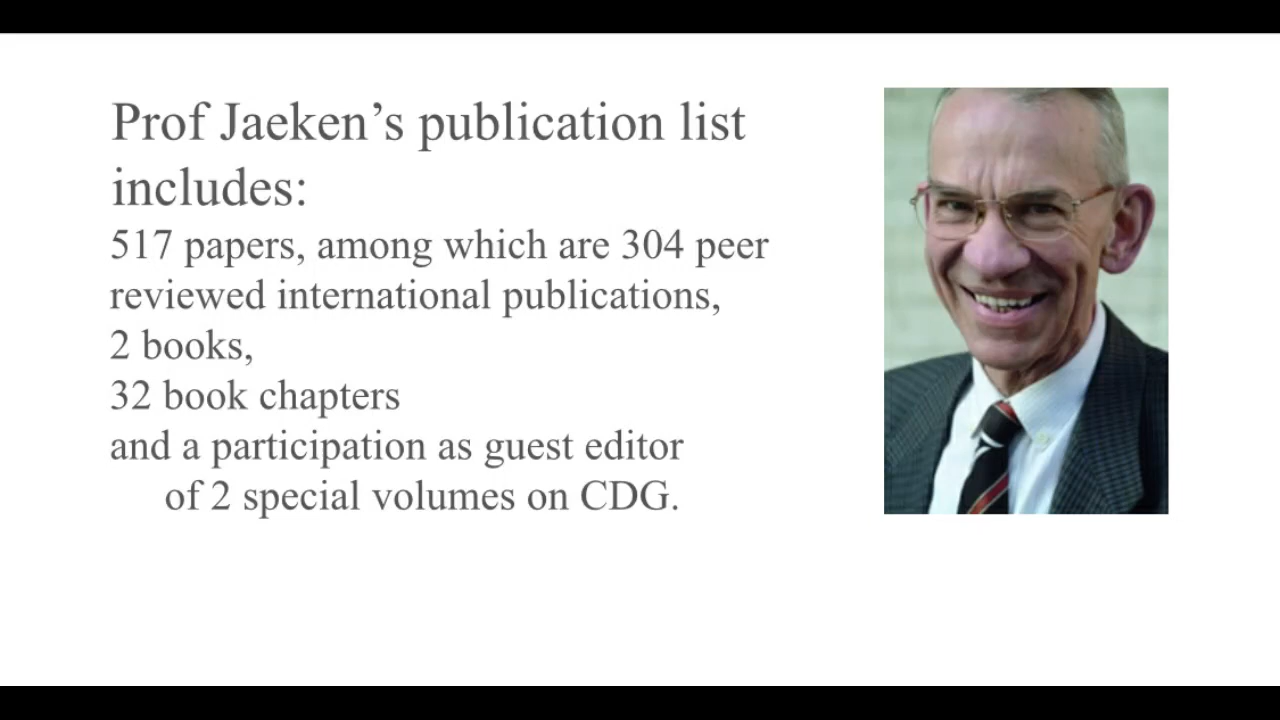 Prof Jaeken’s publication list
includes:
517 papers, among which are 304 peer
reviewed international publications,
2 books,
32 book chapters
and a participation as guest editor
of 2 special volumes on CDG.